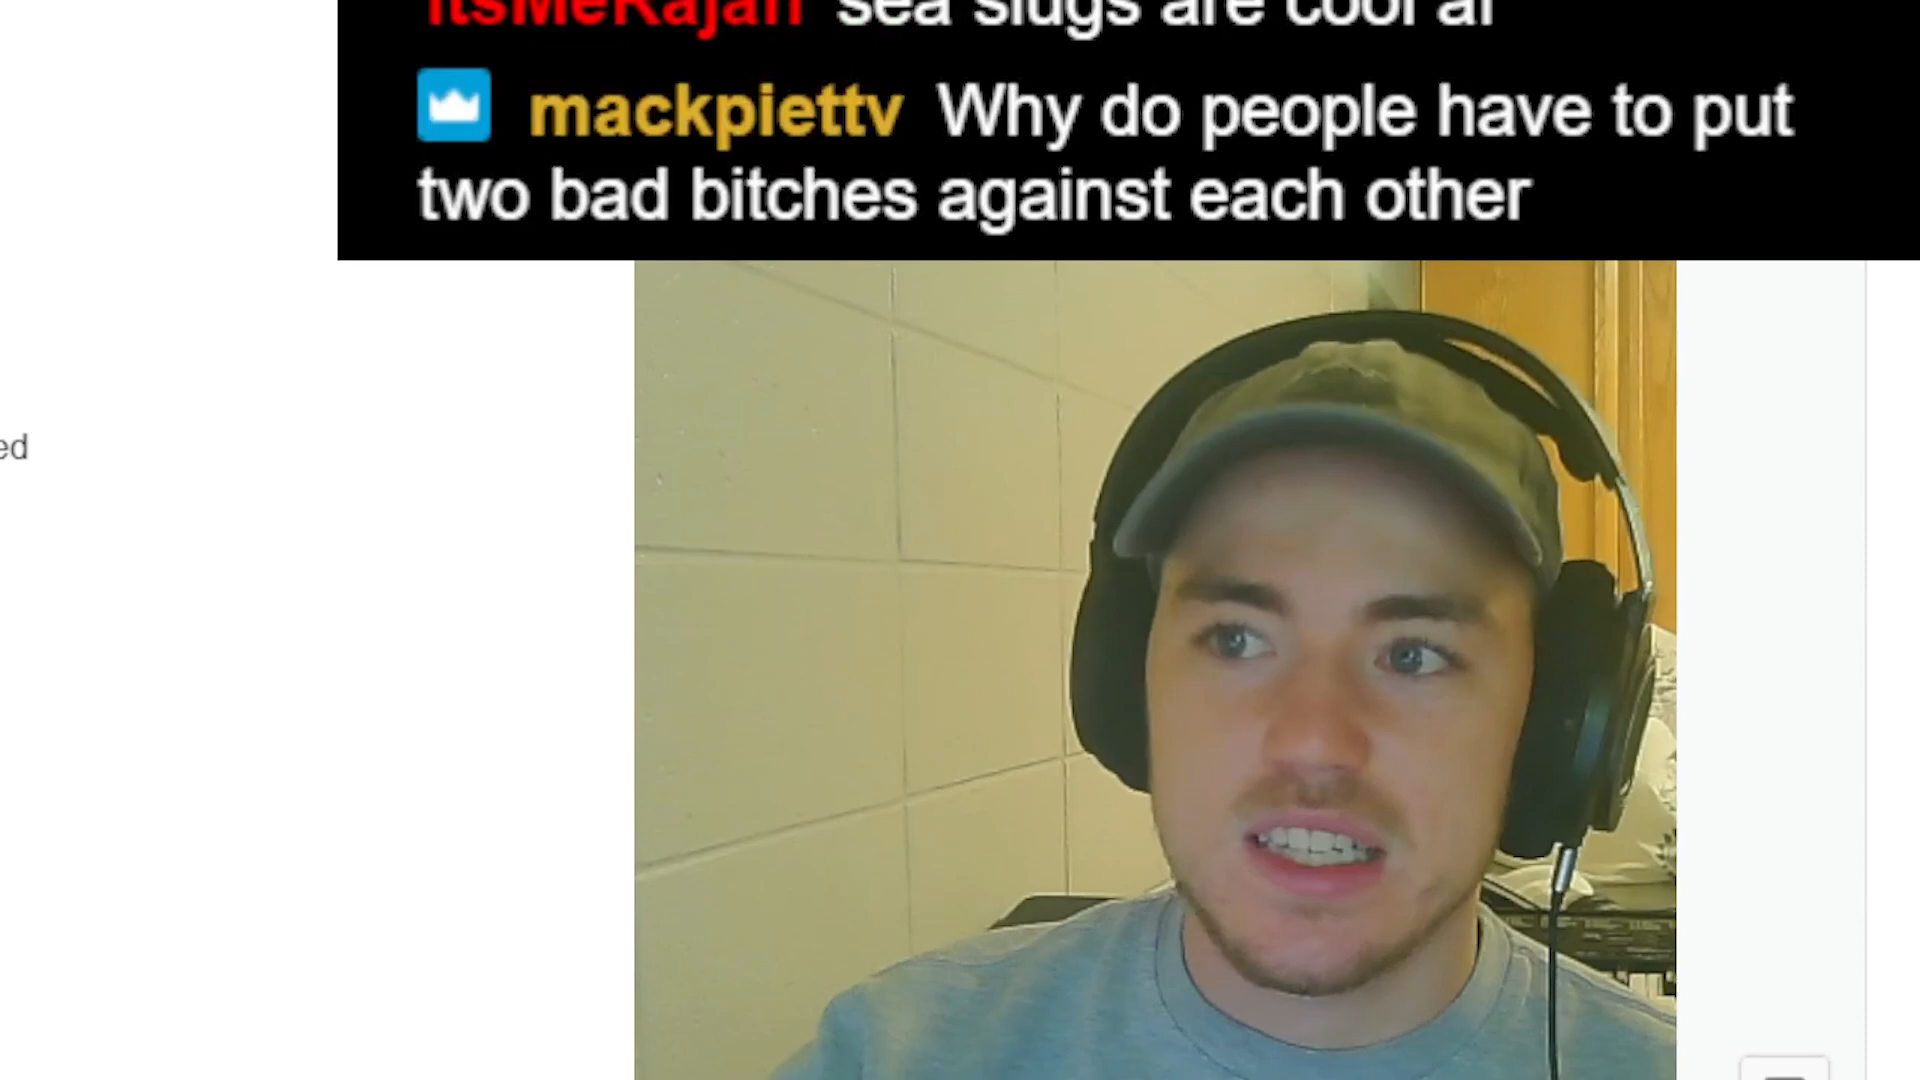 itsMeRajan sea slugs are cool af
mackpiettv Why do people have to put
two bad bitches against each other
ed